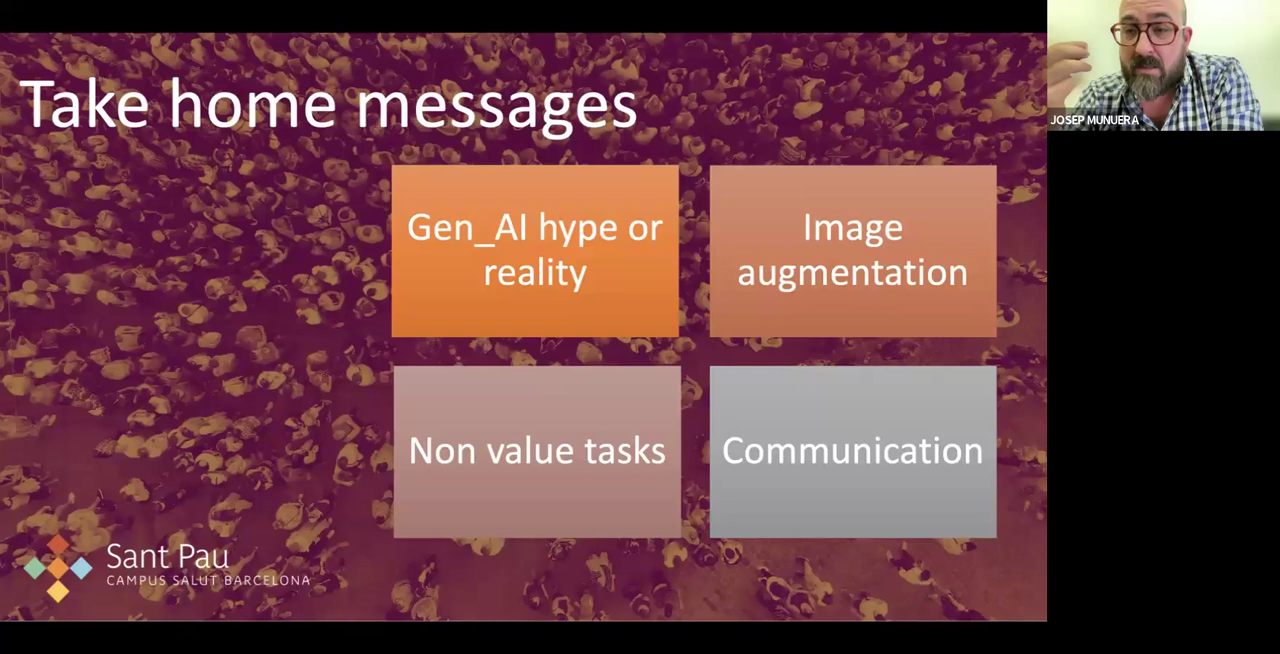 Take home messages
Gen_AI hype or
reality
Image
augmentation
Non value tasks
Communication
Sant Pau
CAMPUS SALUT BARCELONA
JOSEP MUNUERA